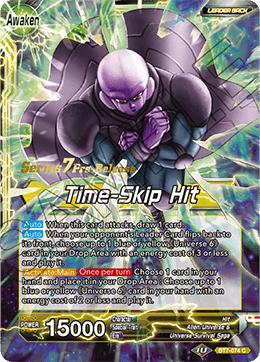 Awaken
LEADER BACK
Series 7 Pre-Release
Time-Skip Hit
Auto When this card attacks, draw 1 card.
Auto When your opponent's Leader Card flips back to
its front, choose up to 1 blue or yellow 《Universe 6》
card in your Drop Area with an energy cost of 3 or less
and play it.
Activate:Main Once per turn Choose 1 card in your
hand and place it in your Drop Area : Choose up to 1
blue or yellow 《Universe 6》 card in your hand with an
energy cost of 2 or less and play it.
POWER 15000
Character Hit
Special Trait Alien, Universe 6
Era Universe Survival Saga
BT7-074 C